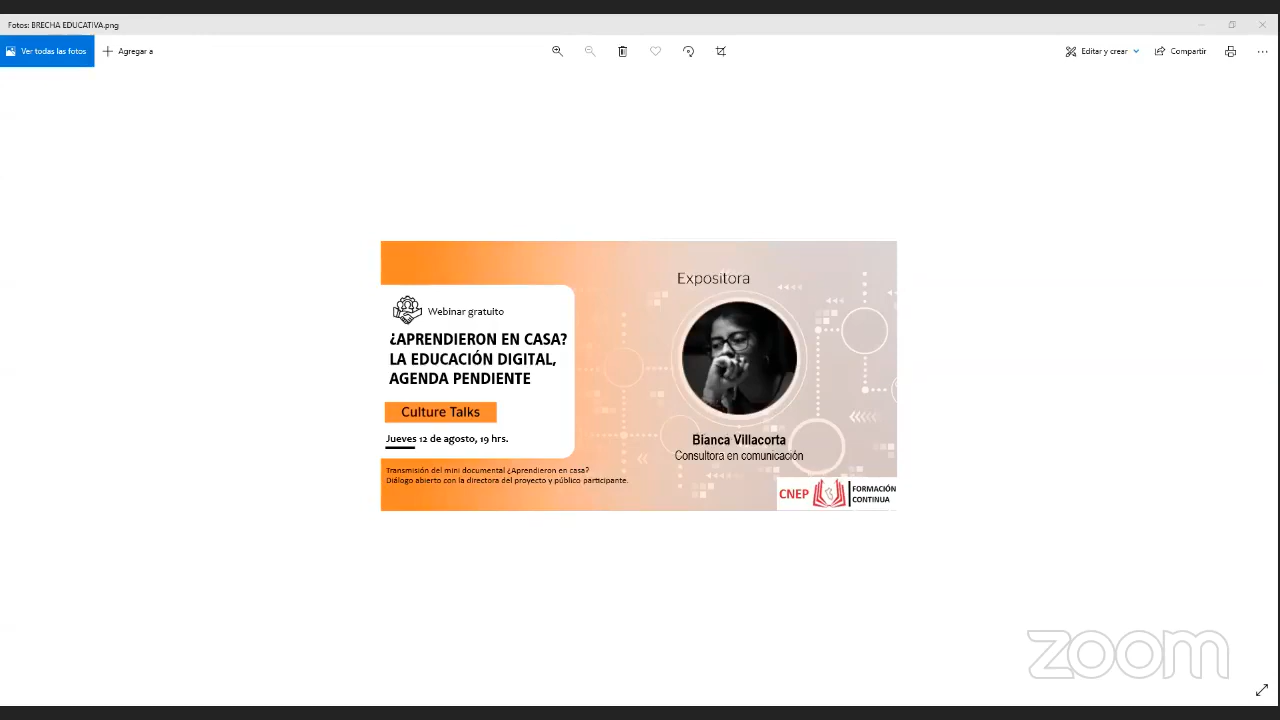 Fotos: BRECHA EDUCATIVA.png
Ver todas las fotos
Agregar a
Editar y crear
Compartir
Expositora
Webinar gratuito
¿APRENDIERON EN CASA?
LA EDUCACIÓN DIGITAL,
AGENDA PENDIENTE
Culture Talks
Jueves 12 de agosto, 19 hrs.
Bianca Villacorta
Consultora en comunicación
Transmisión del mini documental ¿Aprendieron en casa?
Diálogo abierto con la directora del proyecto y público participante.
CNEP
FORMACIÓN
CONTINUA
zoom